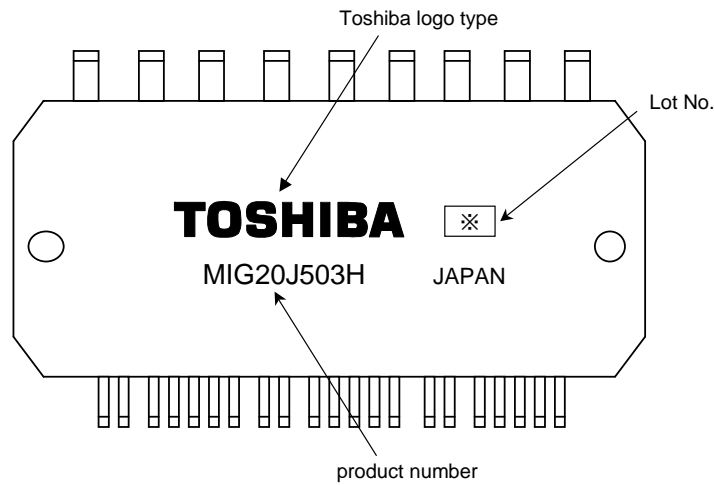 Toshiba logo type
Lot No.
TOSHIBA
※
MIG20J503H
JAPAN
product number